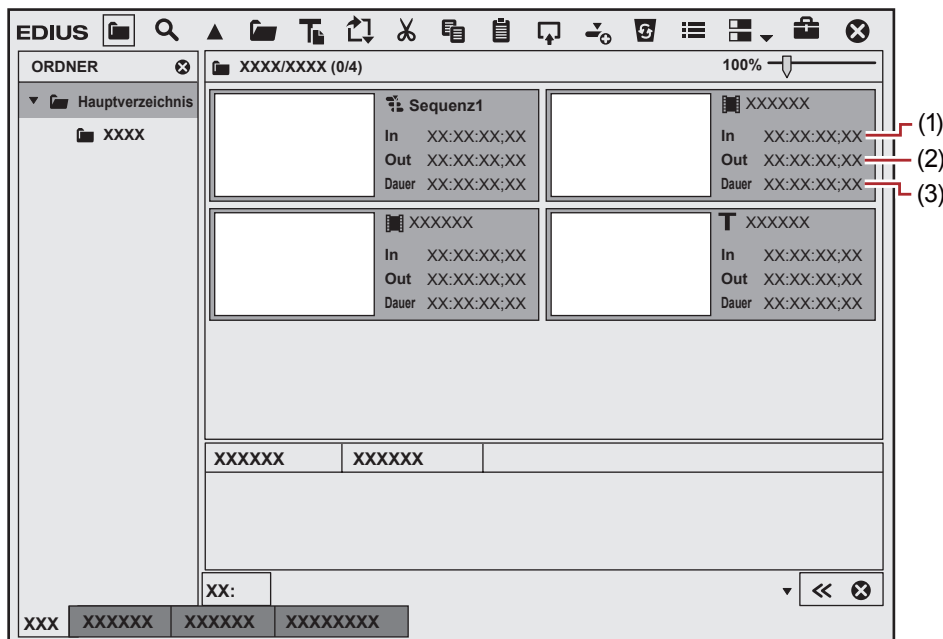 EDIUS
ORDNER
XXXX/XXXX (0/4)
100%
Hauptverzeichnis
XXXX
Sequenz1
In XX:XX:XX;XX
Out XX:XX:XX;XX
Dauer XX:XX:XX;XX
XXXXXX
In XX:XX:XX;XX
Out XX:XX:XX;XX
Dauer XX:XX:XX;XX
(1)
(2)
(3)
XXXXXX
In XX:XX:XX;XX
Out XX:XX:XX;XX
Dauer XX:XX:XX;XX
T XXXXXX
In XX:XX:XX;XX
Out XX:XX:XX;XX
Dauer XX:XX:XX;XX
XXXXXX XXXXXX
XX:
XXX XXXXXX XXXXXX XXXXXXXX